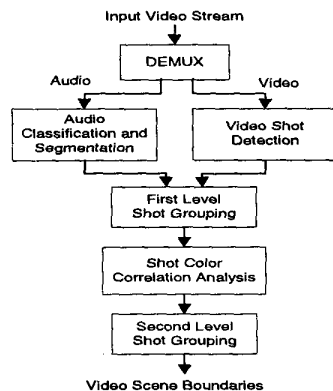 Input Video Stream
DEMUX
Audio
Video
Audio
Classification and
Segmentation
Video Shot
Detection
First Level
Shot Grouping
Shot Color
Correlation Analysis
Second Level
Shot Grouping
Video Scene Boundaries